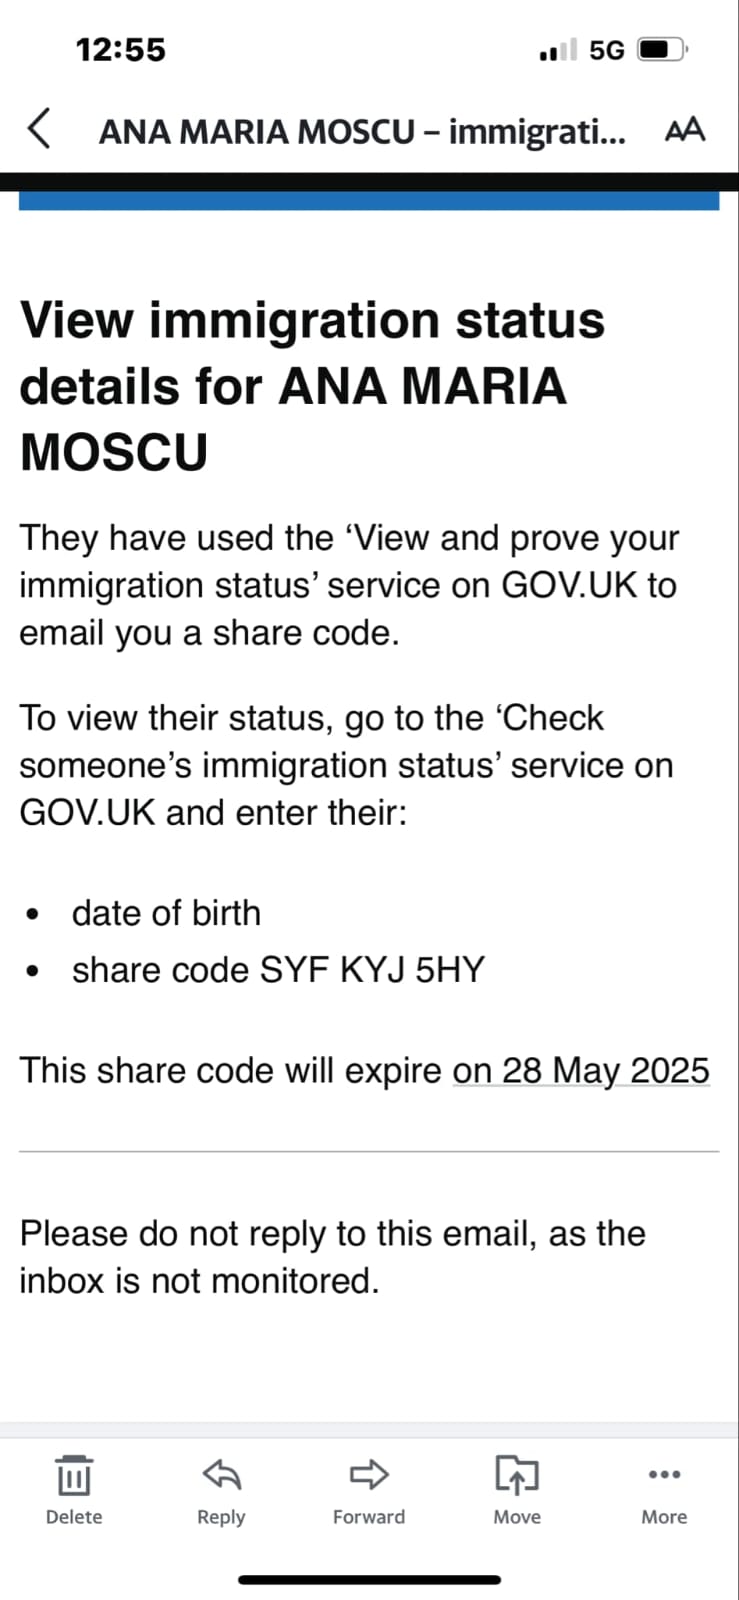 12:55
5G
ANA MARIA MOSCU – immigrati... AA
View immigration status
details for ANA MARIA
MOSCU
They have used the ‘View and prove your
immigration status’ service on GOV.UK to
email you a share code.
To view their status, go to the ‘Check
someone’s immigration status’ service on
GOV.UK and enter their:
• date of birth
• share code SYF KYJ 5HY
This share code will expire on 28 May 2025
Please do not reply to this email, as the
inbox is not monitored.
Delete Reply Forward Move More